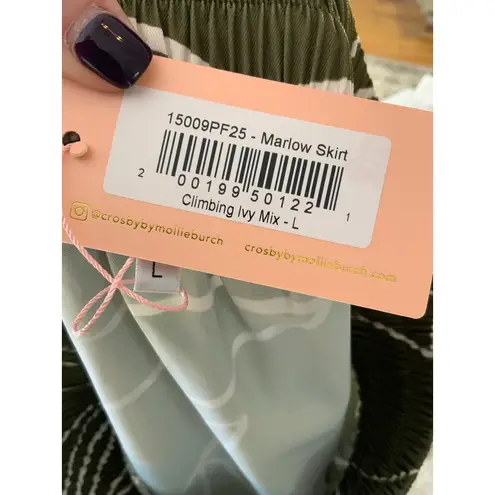 15009PF25 - Marlow Skirt
2 00199 50122 1
Climbing Ivy Mix - L
@crosbybymollieburch crosbybymollieburch.com
L